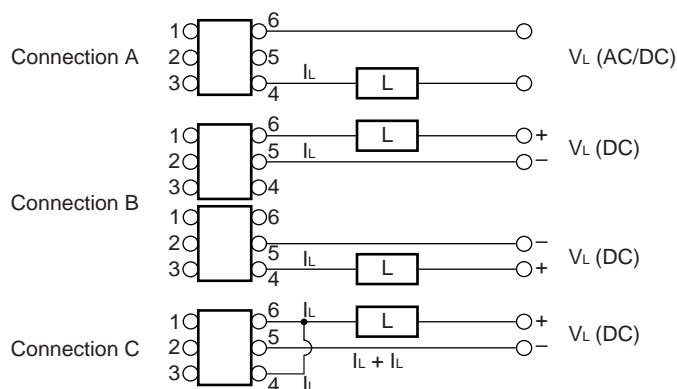 Connection A
1 6
2 5
3 4
IL
L
VL (AC/DC)
Connection B
1 6
2 5
3 4
IL
L
+
–
VL (DC)
1 6
2 5
3 4
IL
L
–
+
VL (DC)
Connection C
1 6
2 5
3 4
IL
L
+
–
VL (DC)
IL + IL
IL